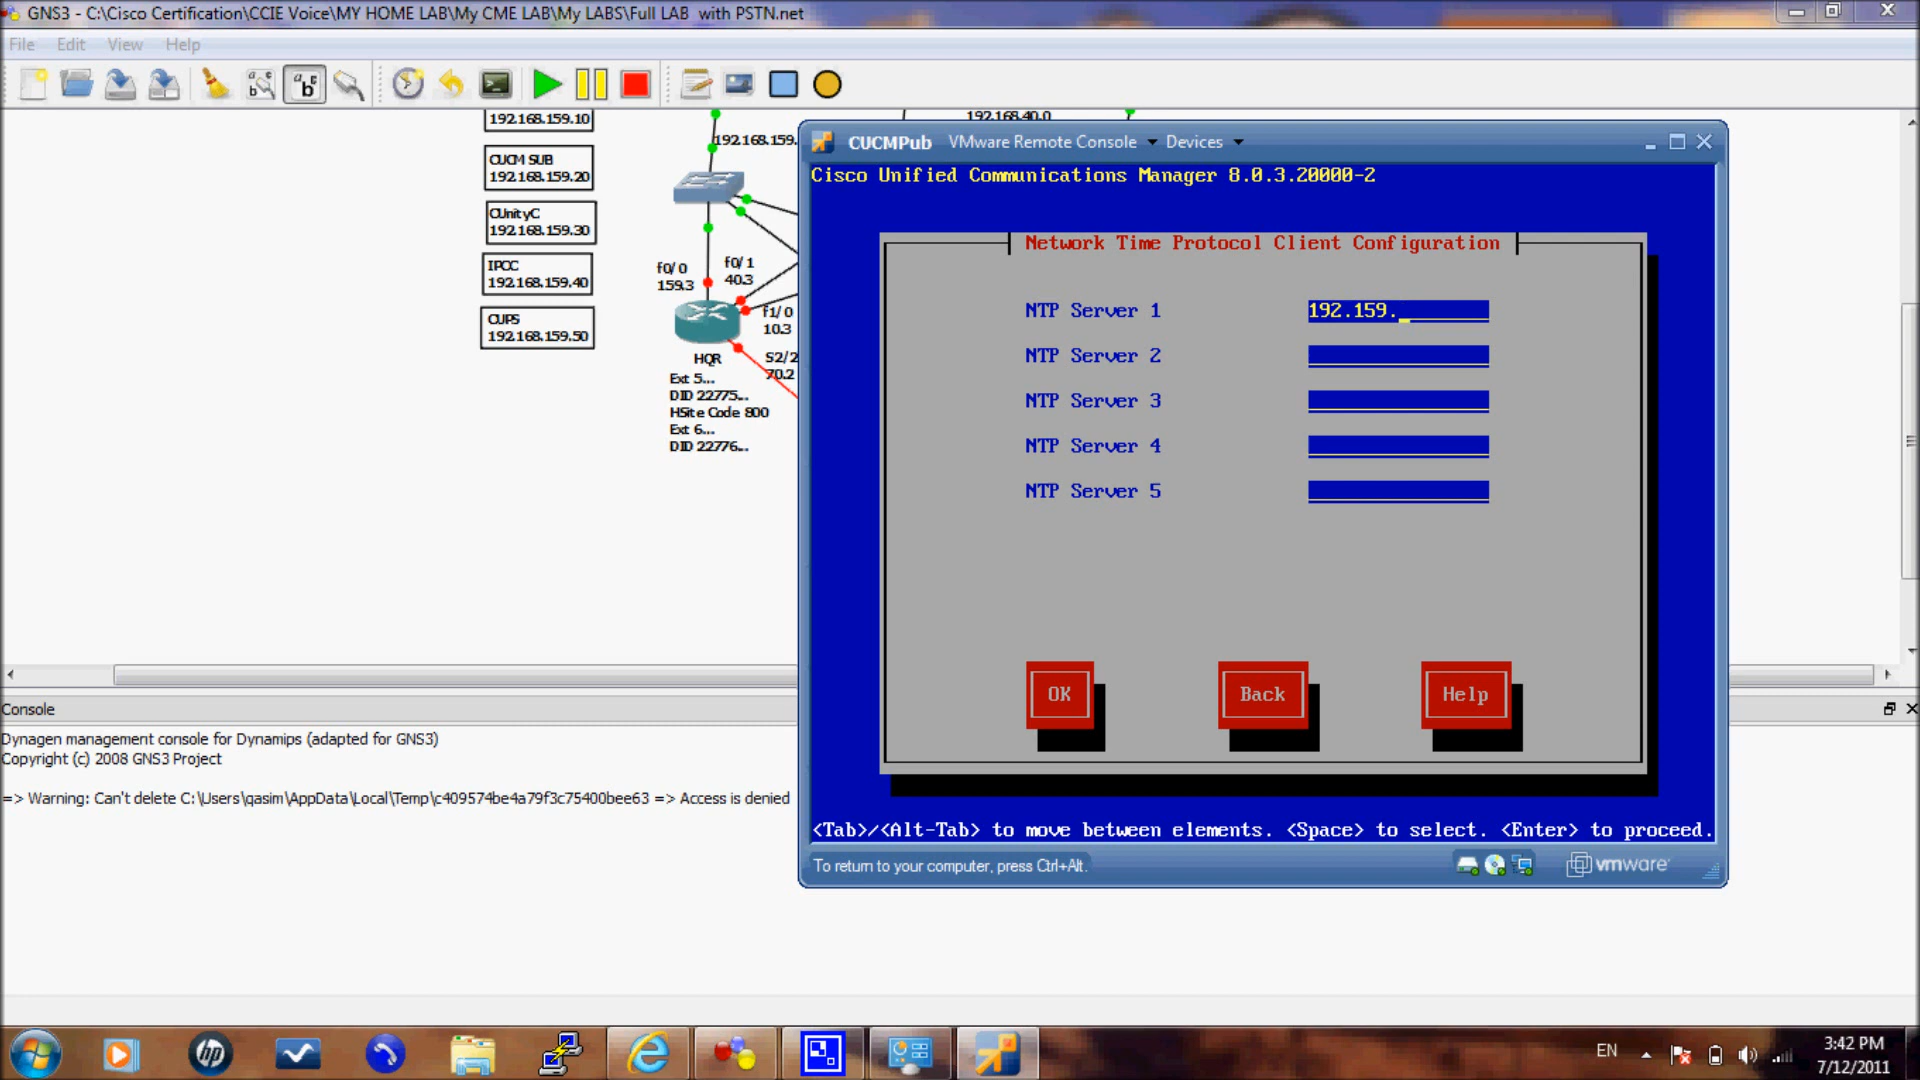 GNS3 - C:\Cisco Certification\CCIE Voice\MY HOME LAB\My CME LAB\My LABS\Full LAB  with PSTN.net
File Edit View Help
192.168.159.10
CUCM SUB
192.168.159.20
CUnityC
192.168.159.30
IPCC
192.168.159.40
CUPS
192.168.159.50
192.168.159.
192.168.40.0
f0/0
159.3
f0/1
40.3
f1/0
10.3
HQR
S2/2
70.2
Ext 5...
DID 22775...
HSite Code 800
Ext 6...
DID 22776...
CUCMPub VMware Remote Console Devices
Cisco Unified Communications Manager 8.0.3.20000-2
Network Time Protocol Client Configuration
NTP Server 1 192.159._
NTP Server 2
NTP Server 3
NTP Server 4
NTP Server 5
OK Back Help
<Tab>/<Alt-Tab> to move between elements. <Space> to select. <Enter> to proceed.
To return to your computer, press Ctrl+Alt.
vmware
Console
Dynagen management console for Dynamips (adapted for GNS3)
Copyright (c) 2008 GNS3 Project
=> Warning: Can't delete C:\Users\qasim\AppData\Local\Temp\c409574be4a79f3c75400bee63 => Access is denied
hp
EN
3:42 PM
7/12/2011